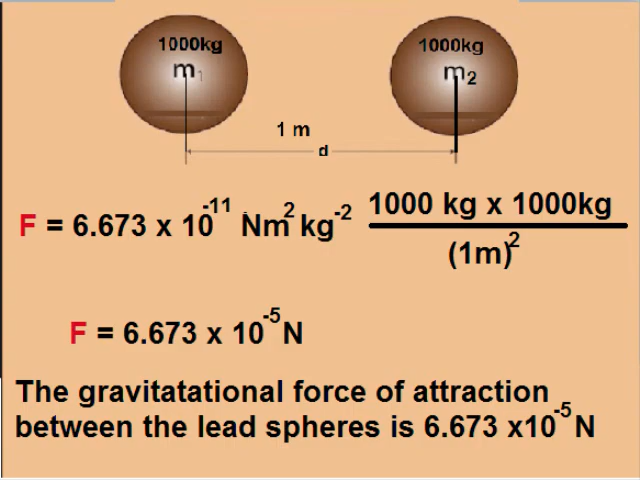 1000kg 1000kg
m₁ m₂
1 m
d
F = 6.673 x 10⁻¹¹ Nm² kg⁻² 1000 kg x 1000kg
(1m)²
F = 6.673 x 10⁻⁵ N
The gravitatational force of attraction
between the lead spheres is 6.673 x10⁻⁵ N